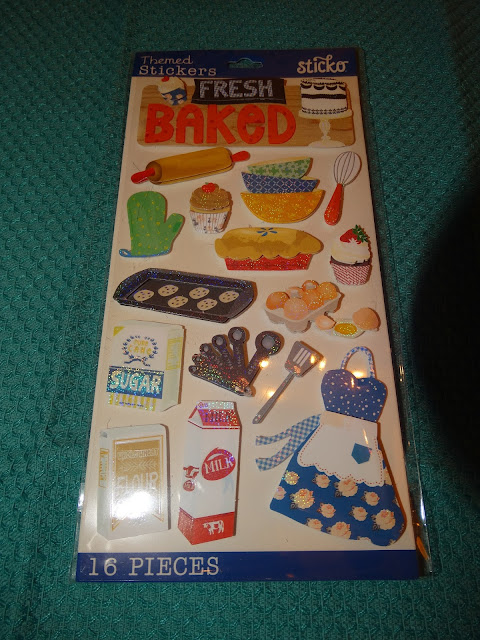 Themed
Stickers
sticko
FRESH
BAKED
SUGAR
MILK
FLOUR
16 PIECES